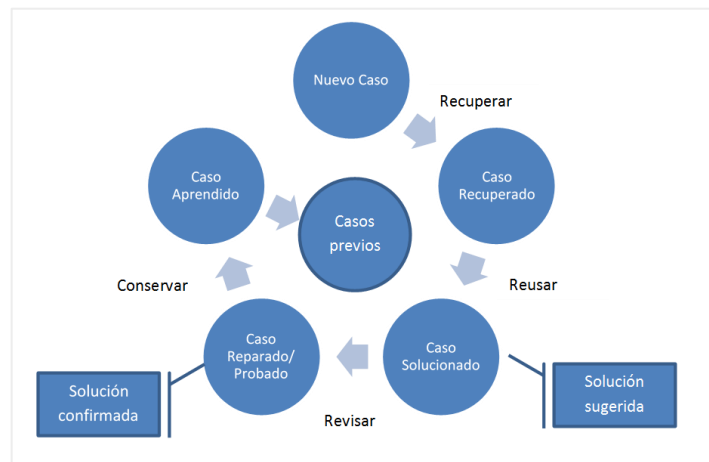 Nuevo Caso
Recuperar
Caso
Recuperado
Reusar
Caso
Solucionado
Solución
sugerida
Revisar
Caso
Reparado/
Probado
Solución
confirmada
Conservar
Caso
Aprendido
Casos
previos